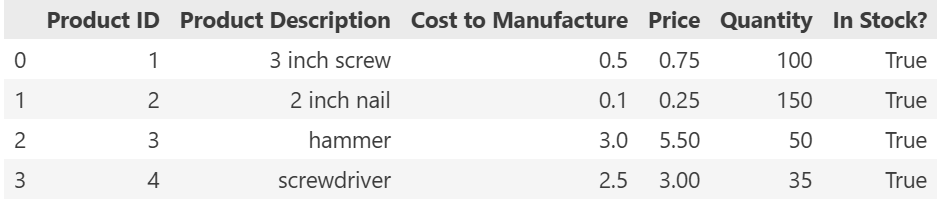 Product ID Product Description Cost to Manufacture Price Quantity In Stock?
0 1 3 inch screw 0.5 0.75 100 True
1 2 2 inch nail 0.1 0.25 150 True
2 3 hammer 3.0 5.50 50 True
3 4 screwdriver 2.5 3.00 35 True